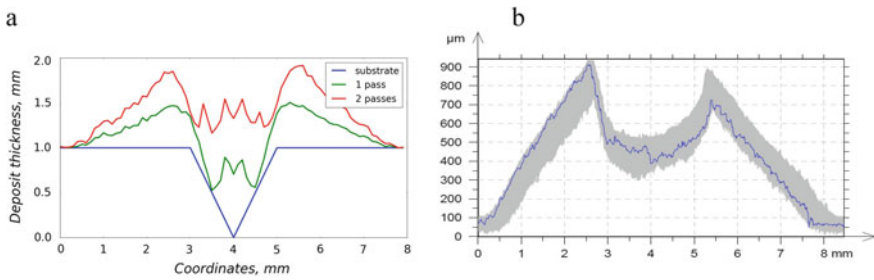 a
2.0
1.5
1.0
0.5
0.0
Deposit thickness, mm
substrate
1 pass
2 passes
0 1 2 3 4 5 6 7 8
Coordinates, mm
b
μm
900
800
700
600
500
400
300
200
100
0
0 1 2 3 4 5 6 7 8 mm